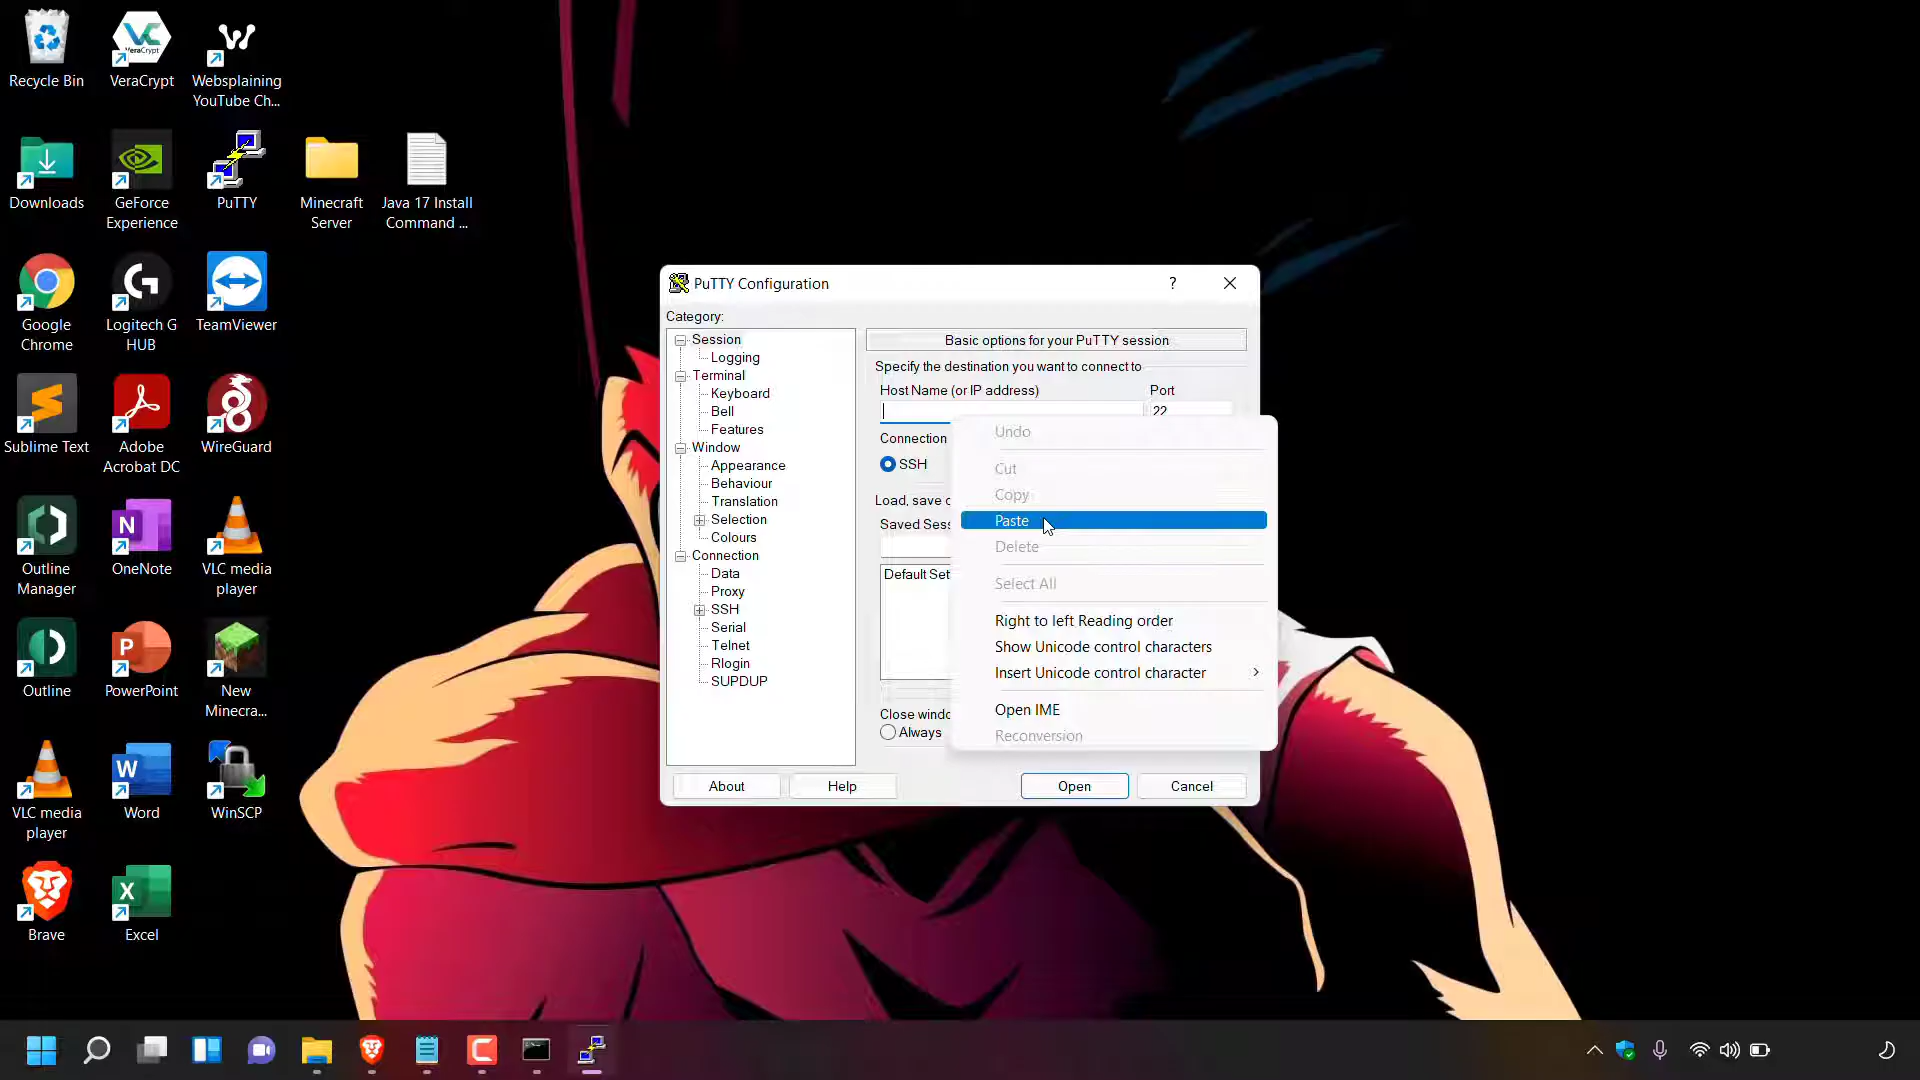 Recycle Bin
VeraCrypt
VeraCrypt
Websplaining
YouTube Ch...
Downloads
GeForce
Experience
PuTTY
Minecraft
Server
Java 17 Install
Command ...
Google
Chrome
Logitech G
HUB
TeamViewer
Sublime Text
Adobe
Acrobat DC
WireGuard
Outline
Manager
OneNote
VLC media
player
Outline
PowerPoint
New
Minecra...
VLC media
player
Word
WinSCP
Brave
Excel
PuTTY Configuration
?
Category:
Session
Logging
Terminal
Keyboard
Bell
Features
Window
Appearance
Behaviour
Translation
Selection
Colours
Connection
Data
Proxy
SSH
Serial
Telnet
Rlogin
SUPDUP
Basic options for your PuTTY session
Specify the destination you want to connect to
Host Name (or IP address)
Port
22
Connection
SSH
Load, save o
Saved Sess
Default Set
Close windo
Always
Undo
Cut
Copy
Paste
Delete
Select All
Right to left Reading order
Show Unicode control characters
Insert Unicode control character
Open IME
Reconversion
About
Help
Open
Cancel